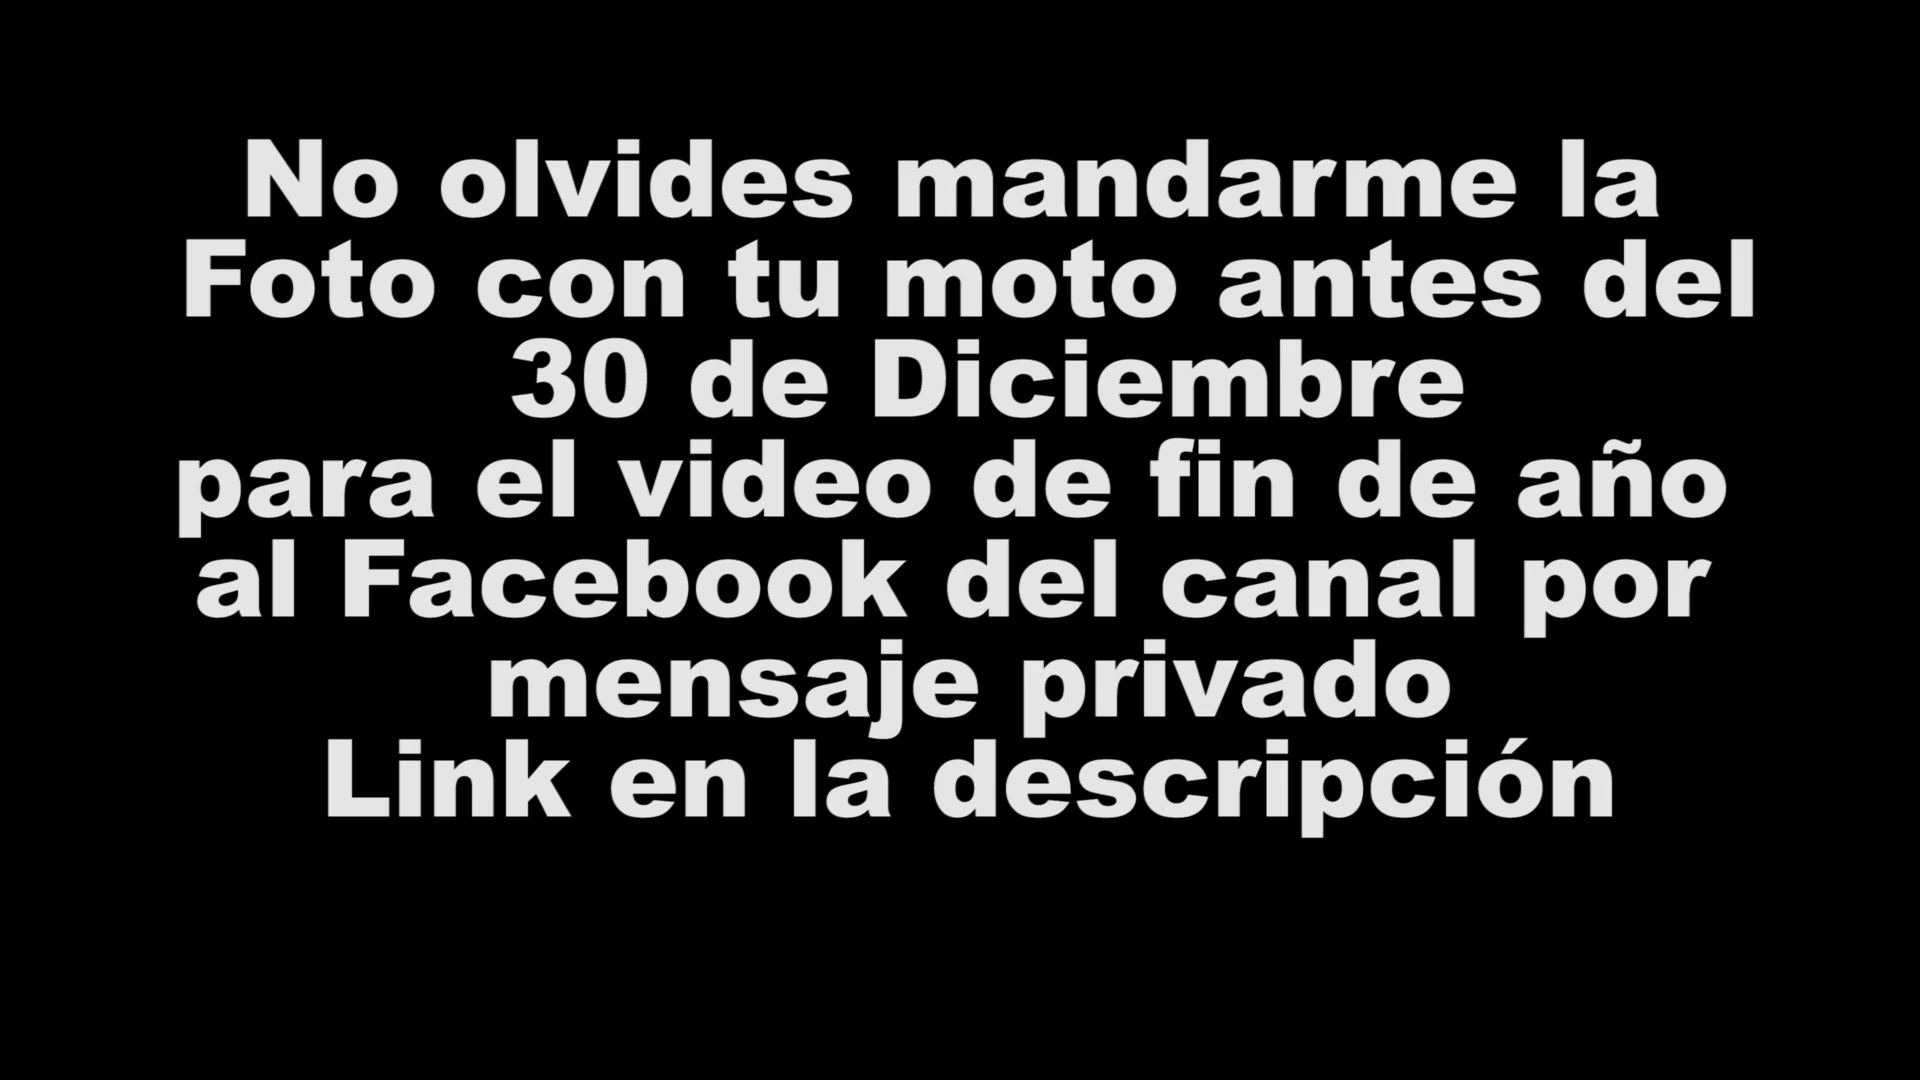 No olvides mandarme la
Foto con tu moto antes del
30 de Diciembre
para el video de fin de año
al Facebook del canal por
mensaje privado
Link en la descripción